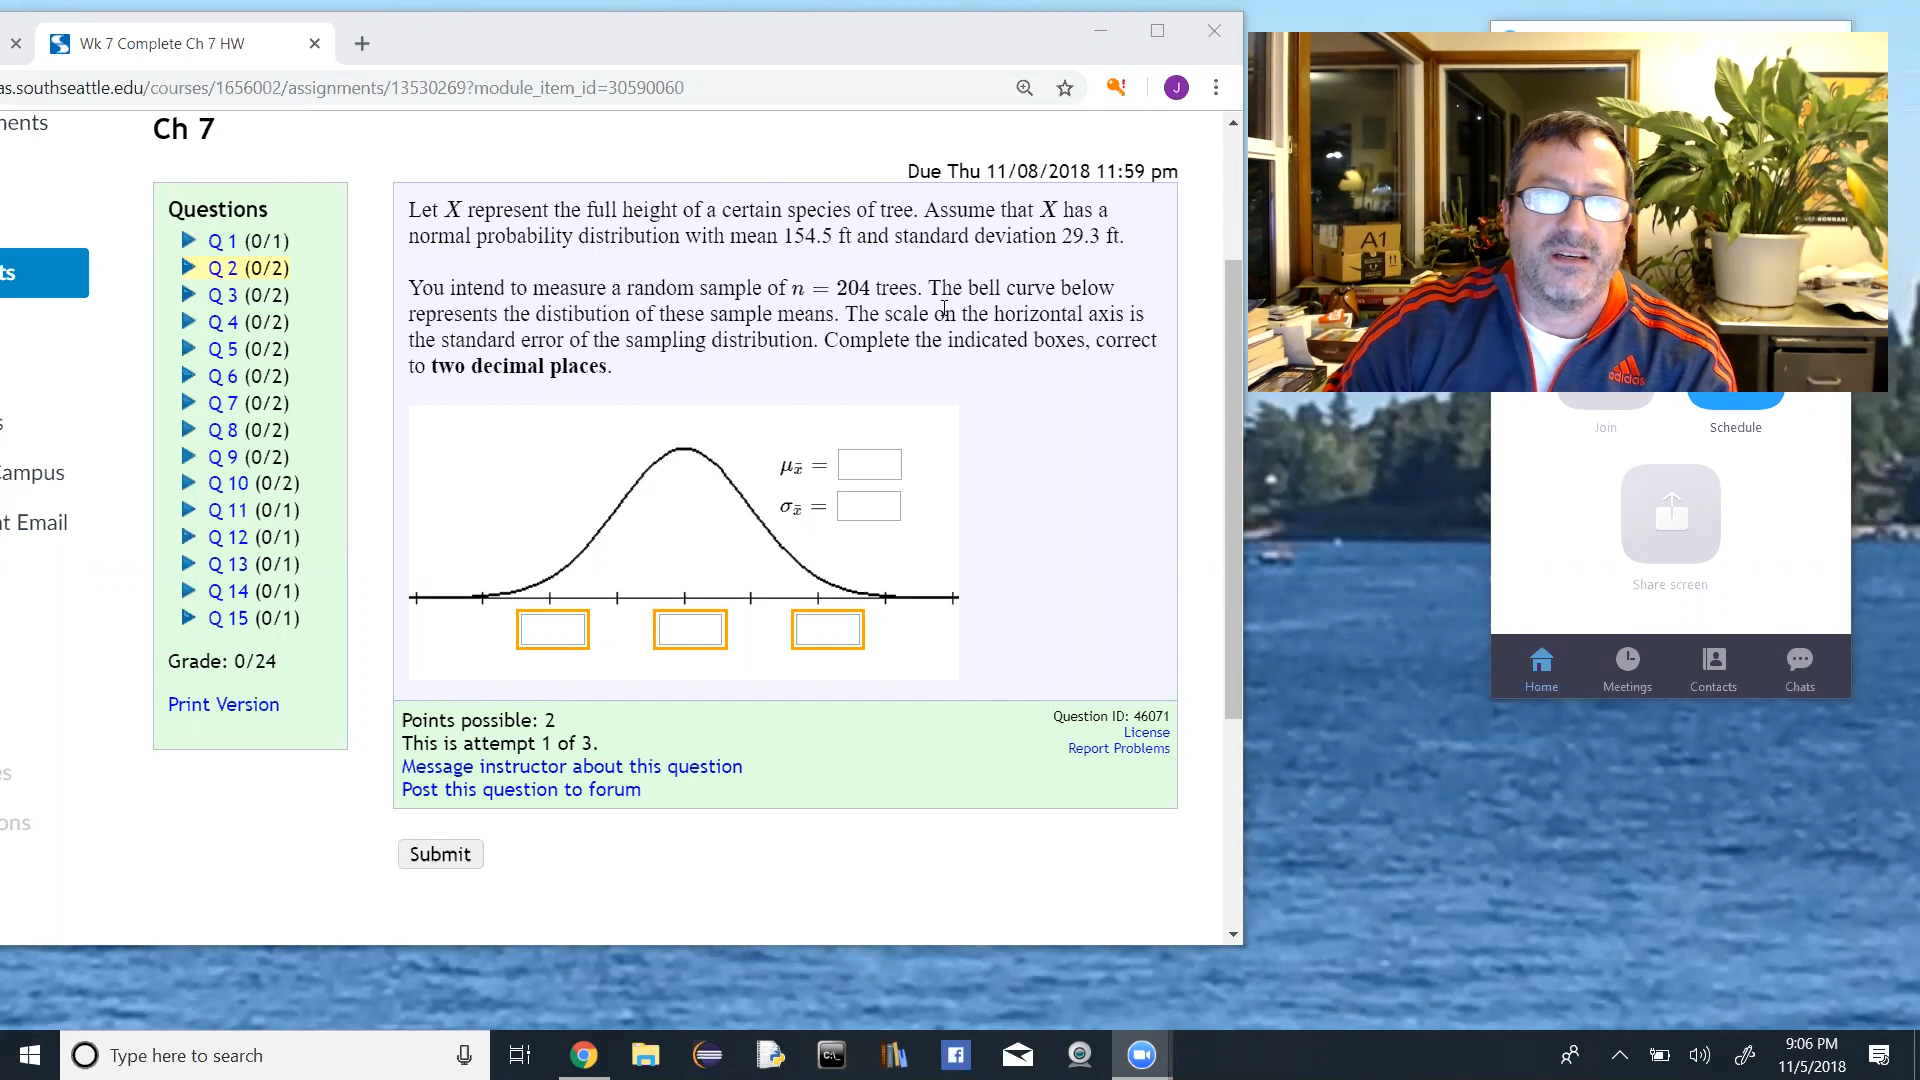 Wk 7 Complete Ch 7 HW
as.southseattle.edu/courses/1656002/assignments/13530269?module_item_id=30590060
J
nents
ts
s
Campus
nt Email
es
ons
Ch 7
Due Thu 11/08/2018 11:59 pm
Questions
Q 1 (0/1)
Q 2 (0/2)
Q 3 (0/2)
Q 4 (0/2)
Q 5 (0/2)
Q 6 (0/2)
Q 7 (0/2)
Q 8 (0/2)
Q 9 (0/2)
Q 10 (0/2)
Q 11 (0/1)
Q 12 (0/1)
Q 13 (0/1)
Q 14 (0/1)
Q 15 (0/1)
Grade: 0/24
Print Version
Let X represent the full height of a certain species of tree. Assume that X has a
normal probability distribution with mean 154.5 ft and standard deviation 29.3 ft.
You intend to measure a random sample of n = 204 trees. The bell curve below
represents the distibution of these sample means. The scale on the horizontal axis is
the standard error of the sampling distribution. Complete the indicated boxes, correct
to two decimal places.
μx̄ =
σx̄ =
Points possible: 2
This is attempt 1 of 3.
Message instructor about this question
Post this question to forum
Question ID: 46071
License
Report Problems
Submit
A1
adidas
Join
Schedule
Share screen
Home
Meetings
Contacts
Chats
Type here to search
C:\
9:06 PM
11/5/2018